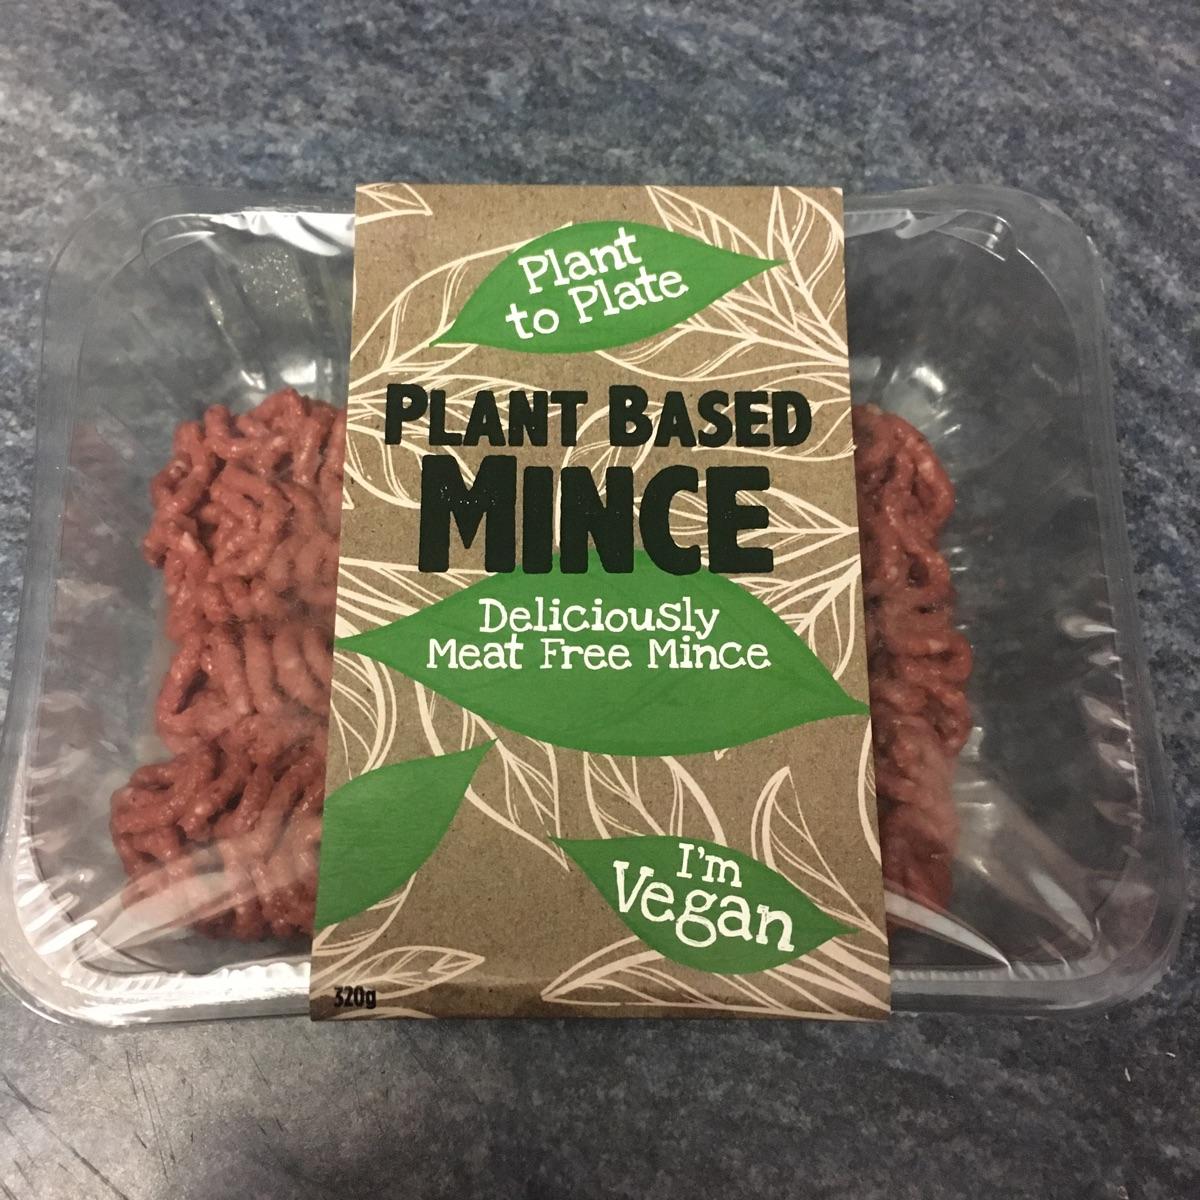 Plant
to Plate
PLANT BASED
MINCE
Deliciously
Meat Free Mince
I'm
Vegan
320g